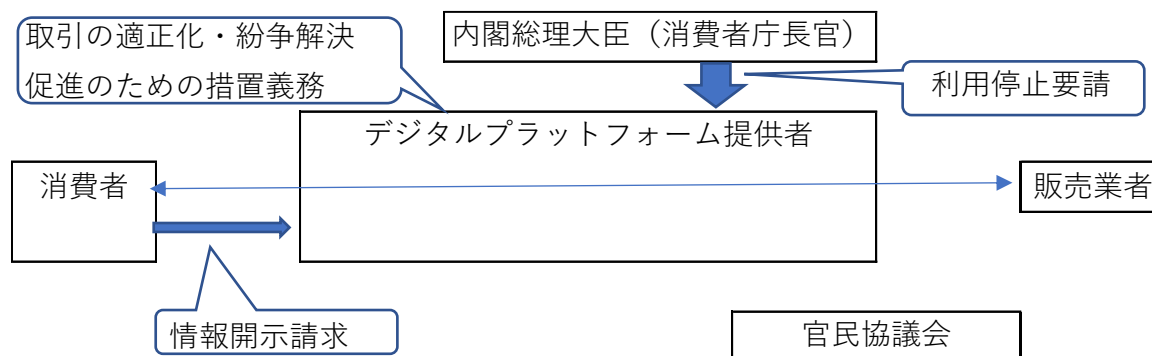 取引の適正化・紛争解決
促進のための措置義務
内閣総理大臣（消費者庁長官）
利用停止要請
デジタルプラットフォーム提供者
消費者
販売業者
情報開示請求
官民協議会